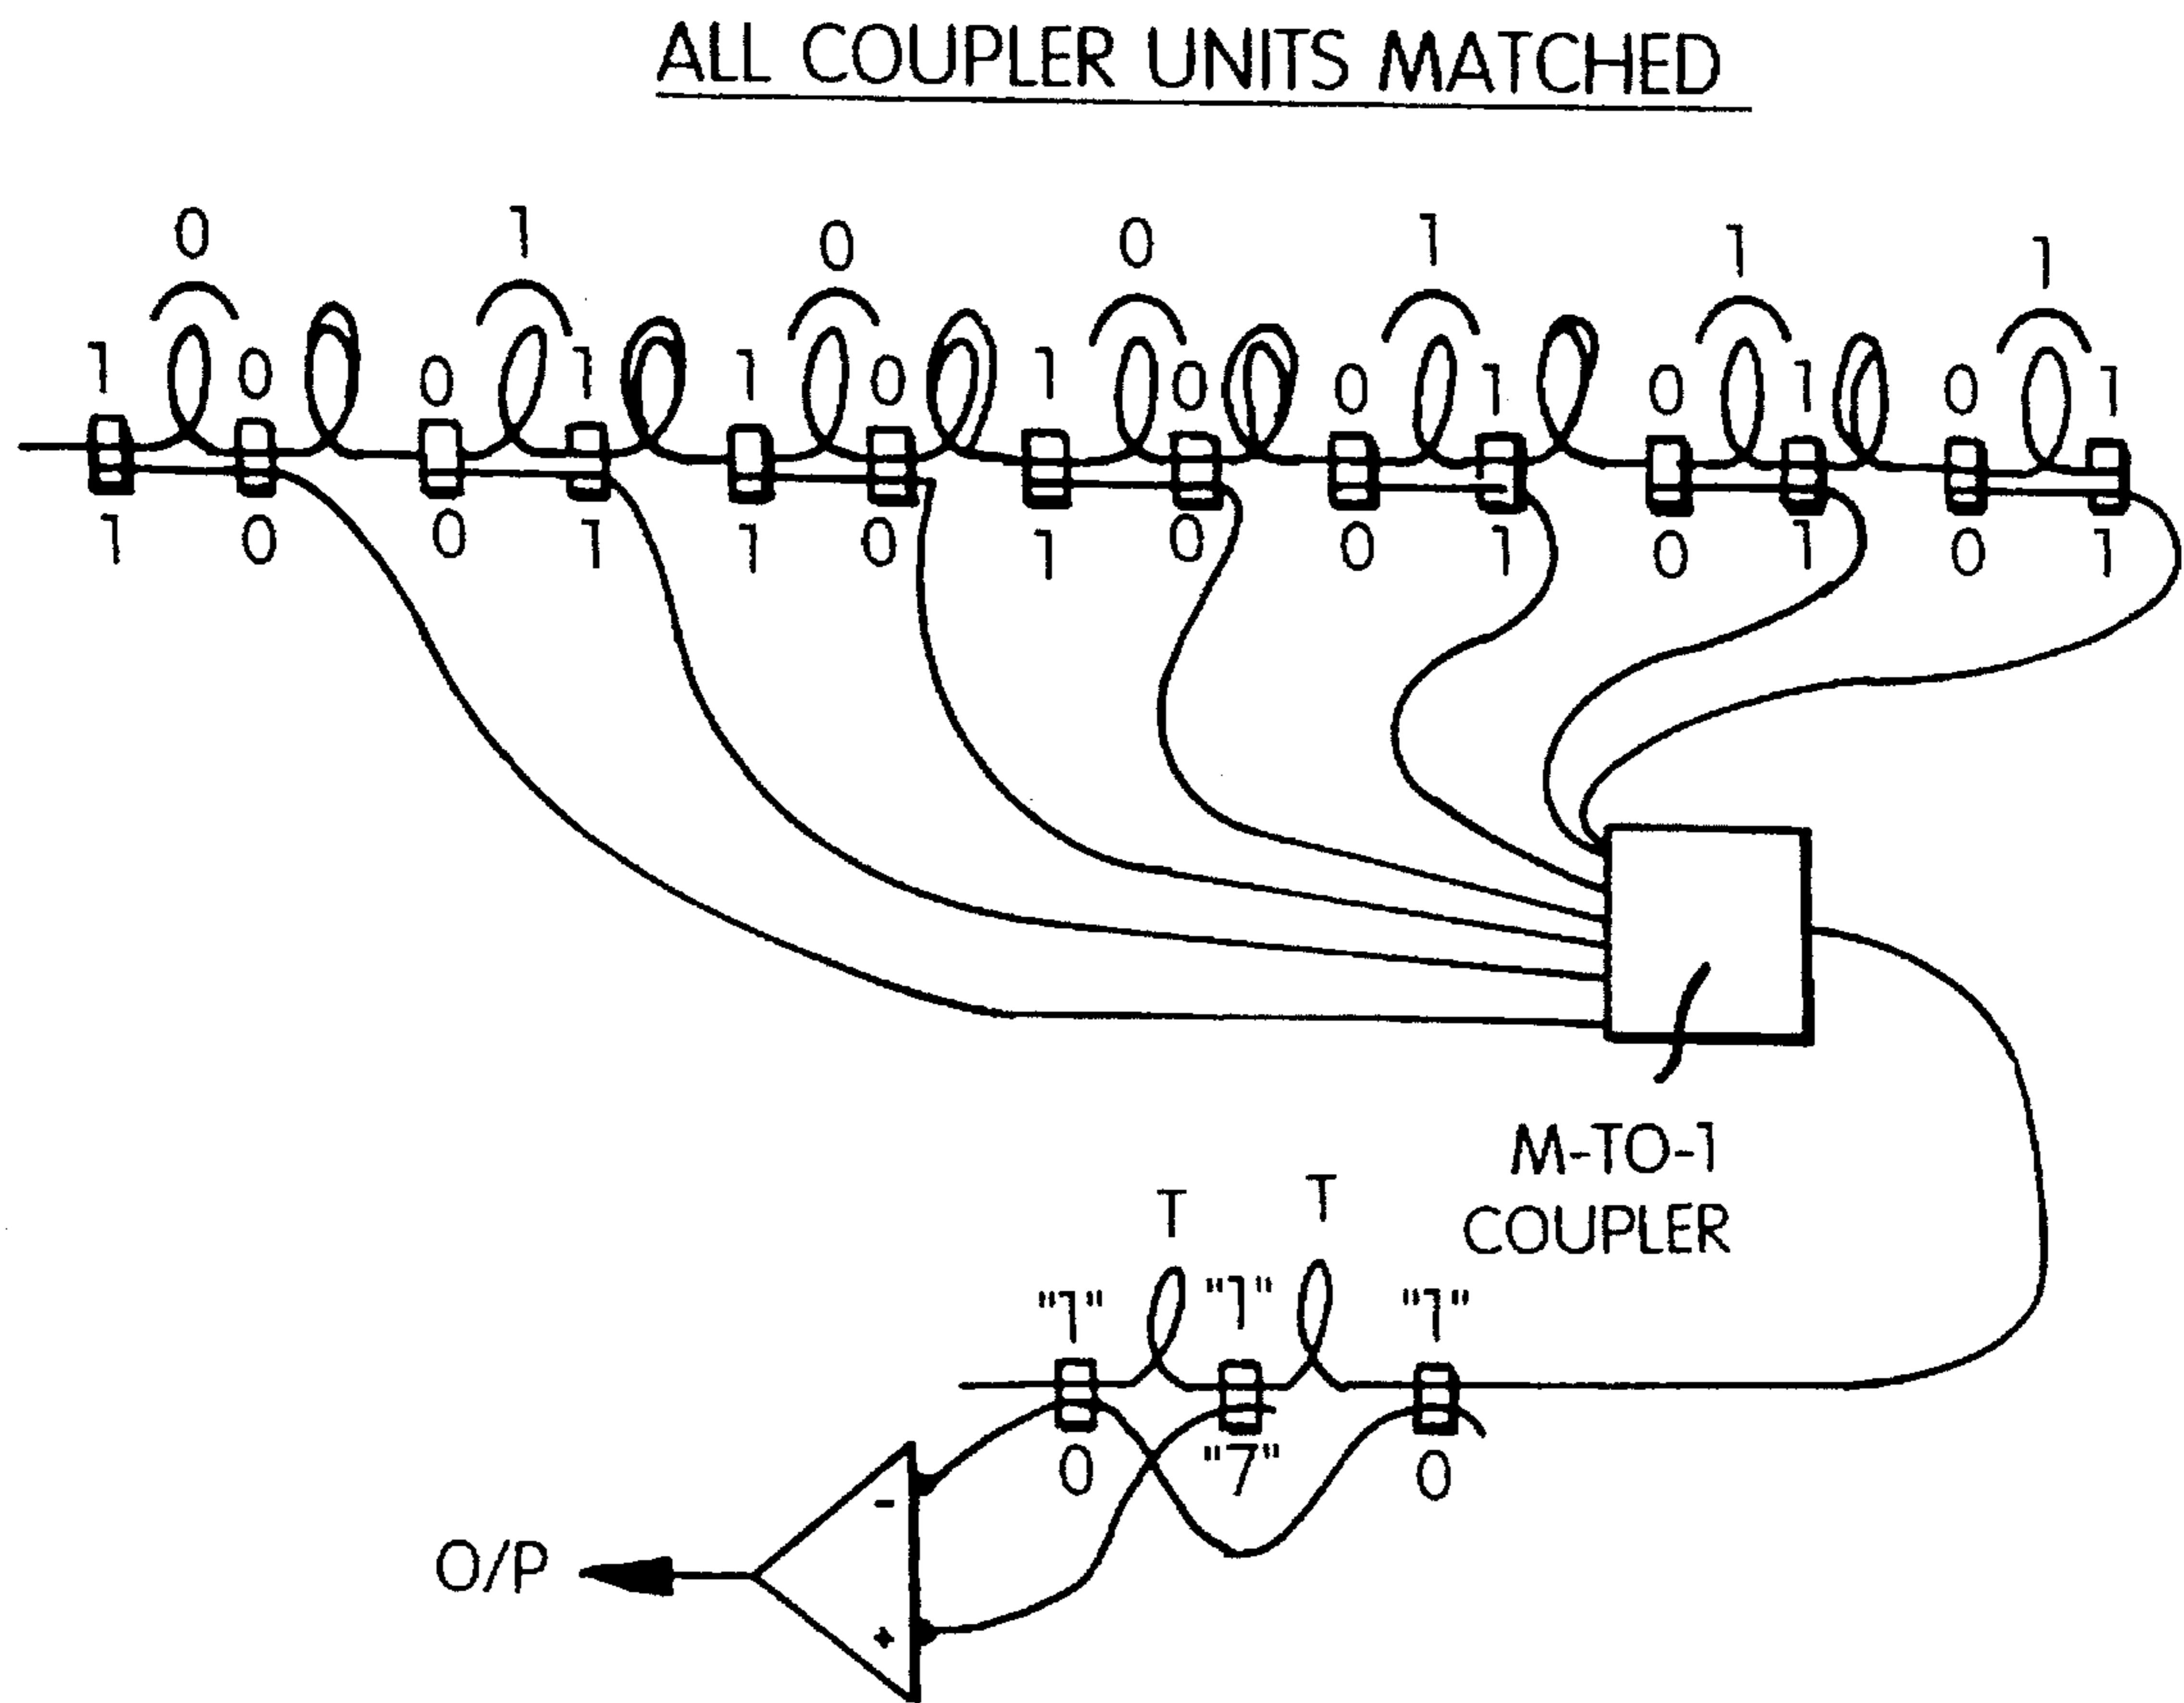 ALL COUPLER UNITS MATCHED
0 1 0 0 1 1 1
1 0 0 1 1 0 1 0 0 1 0 1 0 1
1 0 0 1 1 0 1 0 0 1 0 1 0 1
M-TO-1
COUPLER
T T
"1" "1" "1"
0 "7" 0
-
O/P
+